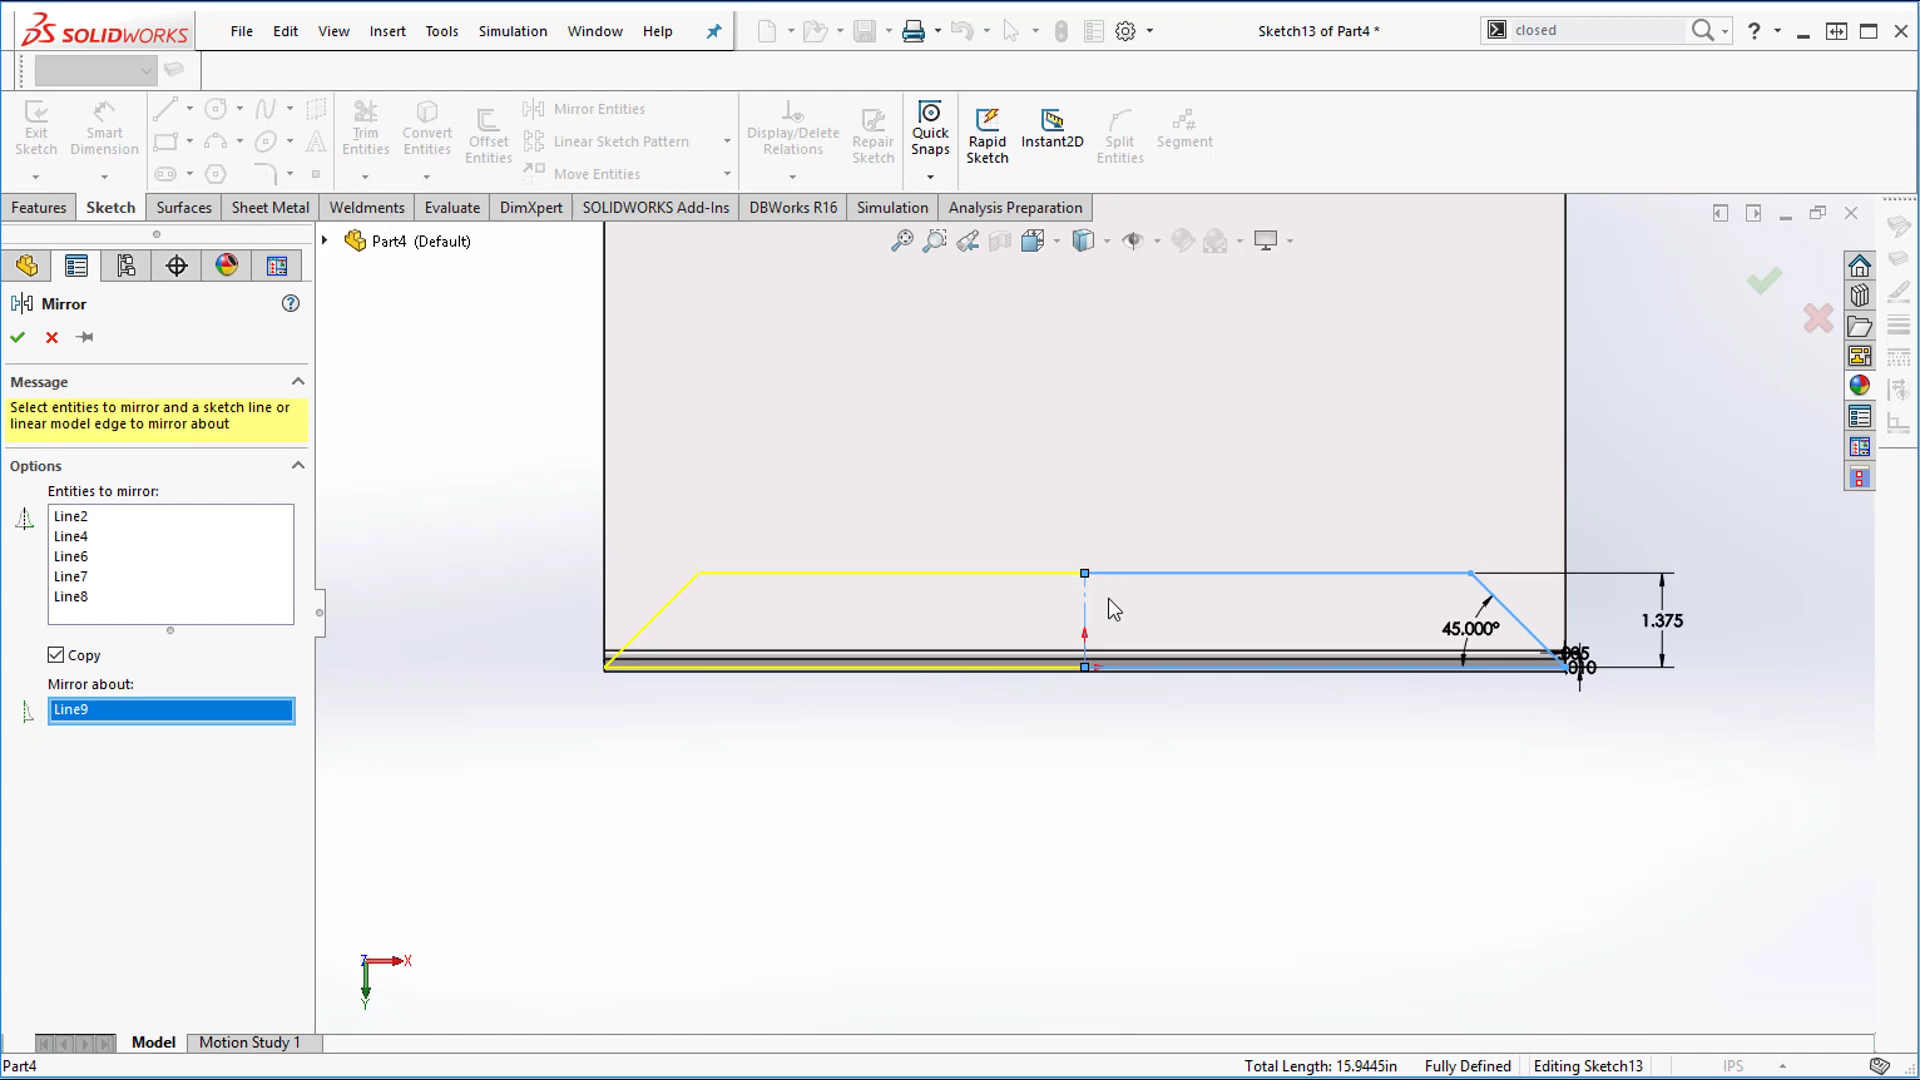 SOLIDWORKS
File Edit View Insert Tools Simulation Window Help
Sketch13 of Part4 *
closed
Exit Sketch
Smart Dimension
Trim Entities
Convert Entities
Offset Entities
Mirror Entities
Linear Sketch Pattern
Move Entities
Display/Delete Relations
Repair Sketch
Quick Snaps
Rapid Sketch
Instant2D
Split Entities
Segment
Features Sketch Surfaces Sheet Metal Weldments Evaluate DimXpert SOLIDWORKS Add-Ins DBWorks R16 Simulation Analysis Preparation
Part4 (Default)
Mirror
Message
Select entities to mirror and a sketch line or
linear model edge to mirror about
Options
Entities to mirror:
Line2
Line4
Line6
Line7
Line8
Copy
Mirror about:
Line9
45.000°
1.375
Z X
Y
Model Motion Study 1
Part4 Total Length: 15.9445in Fully Defined Editing Sketch13 IPS